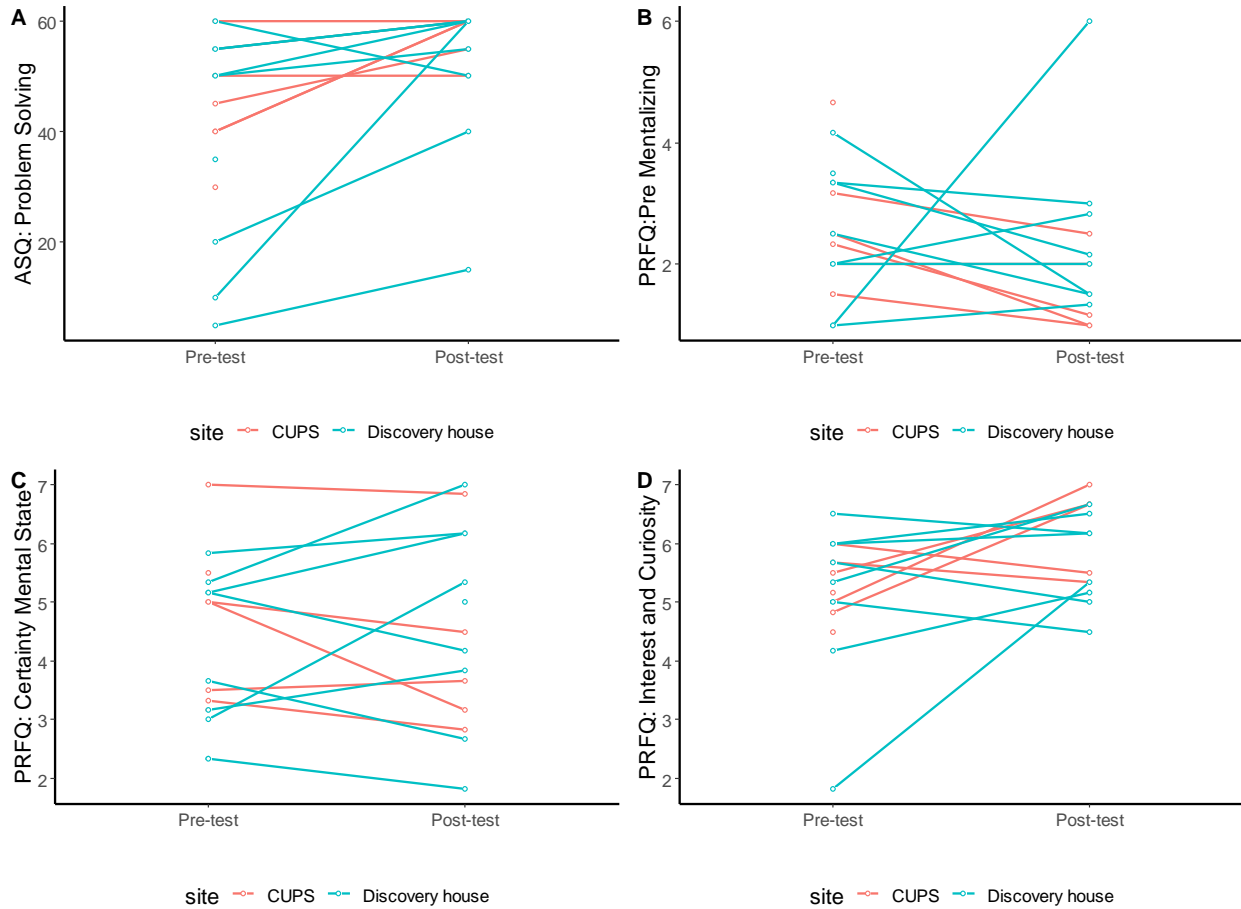 A
ASQ: Problem Solving
60
40
20
Pre-test
Post-test
site CUPS Discovery house
B
PRFQ:Pre Mentalizing
6
4
2
Pre-test
Post-test
site CUPS Discovery house
C
PRFQ: Certainty Mental State
7
6
5
4
3
2
Pre-test
Post-test
site CUPS Discovery house
D
PRFQ: Interest and Curiosity
7
6
5
4
3
2
Pre-test
Post-test
site CUPS Discovery house